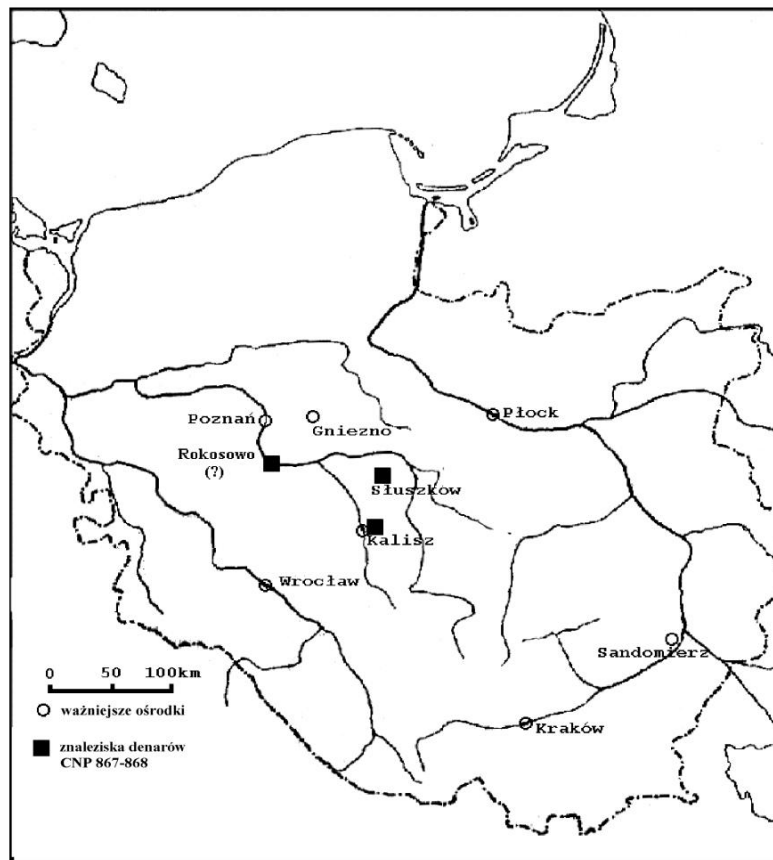 Poznań
Gniezno
Płock
Rokosowo
(?)
Słuszków
Kalisz
Wrocław
Sandomierz
0 50 100km
ważniejsze ośrodki
Kraków
znaleziska denarów
CNP 867-868